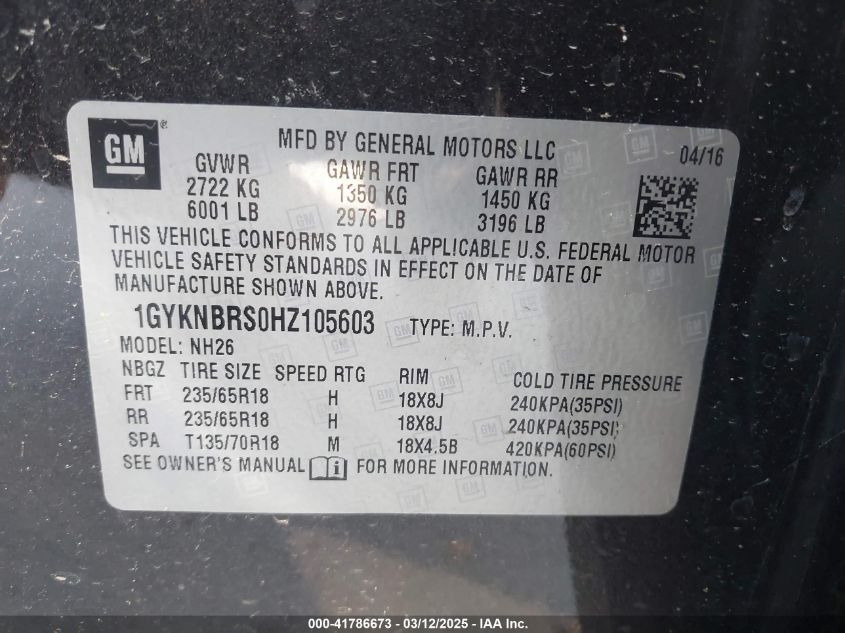 GM
MFD BY GENERAL MOTORS LLC
04/16
GVWR GAWR FRT GAWR RR
2722 KG 1350 KG 1450 KG
6001 LB 2976 LB 3196 LB
THIS VEHICLE CONFORMS TO ALL APPLICABLE U.S. FEDERAL MOTOR
VEHICLE SAFETY STANDARDS IN EFFECT ON THE DATE OF
MANUFACTURE SHOWN ABOVE.
1GYKNBRS0HZ105603 TYPE: M.P.V.
MODEL: NH26
NBGZ TIRE SIZE SPEED RTG RIM COLD TIRE PRESSURE
FRT 235/65R18 H 18X8J 240KPA(35PSI)
RR 235/65R18 H 18X8J 240KPA(35PSI)
SPA T135/70R18 M 18X4.5B 420KPA(60PSI)
SEE OWNER'S MANUAL i FOR MORE INFORMATION.
000-41786673 - 03/12/2025 - IAA Inc.